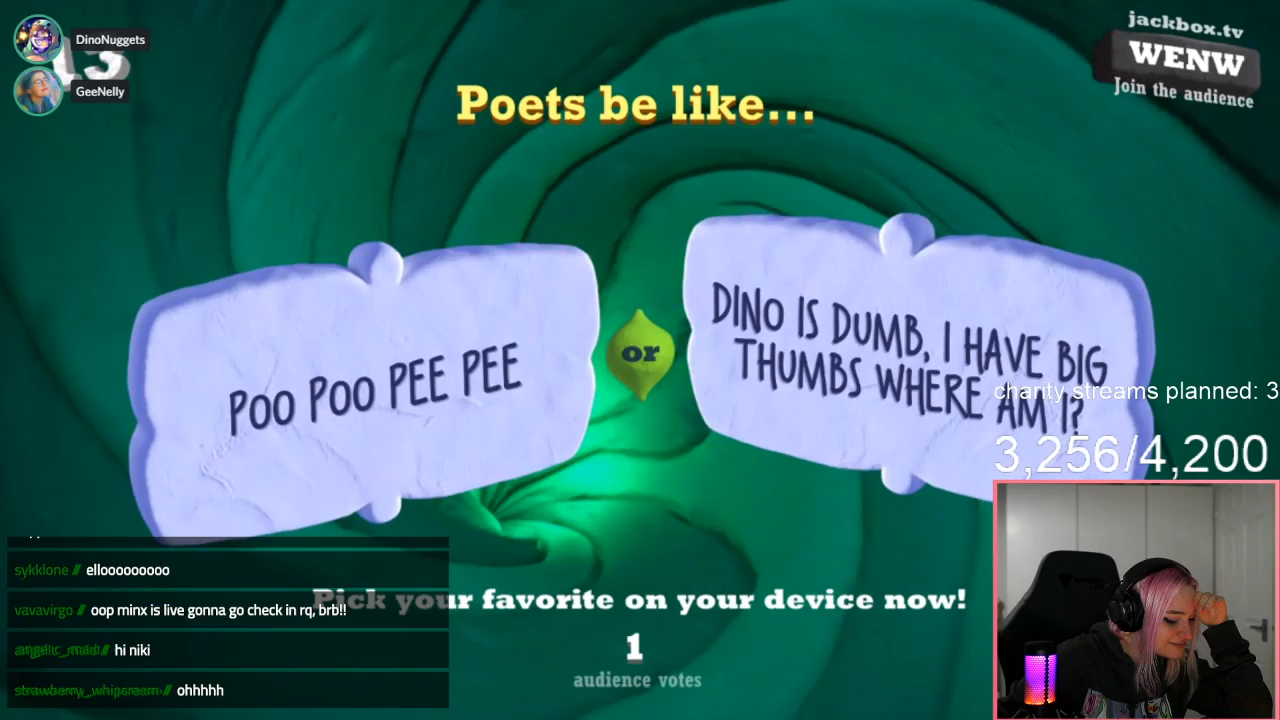 DinoNuggets
13
GeeNelly
jackbox.tv
WENW
Join the audience
Poets be like...
POO POO PEE PEE
or
DINO IS DUMB, I HAVE BIG
THUMBS WHERE AM I?
charity streams planned: 3
3,256/4,200
sykklone // ellooooooooo
vavavirgo // oop minx is live gonna go check in rq, brb!!
Pick your favorite on your device now!
angelic_madi // hi niki
1
strawberry_whipcream // ohhhhh
audience votes